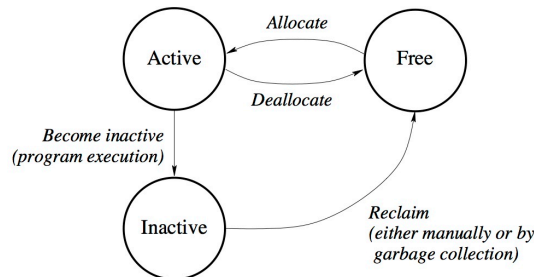 Allocate
Active
Free
Deallocate
Become inactive
(program execution)
Inactive
Reclaim
(either manually or by
garbage collection)